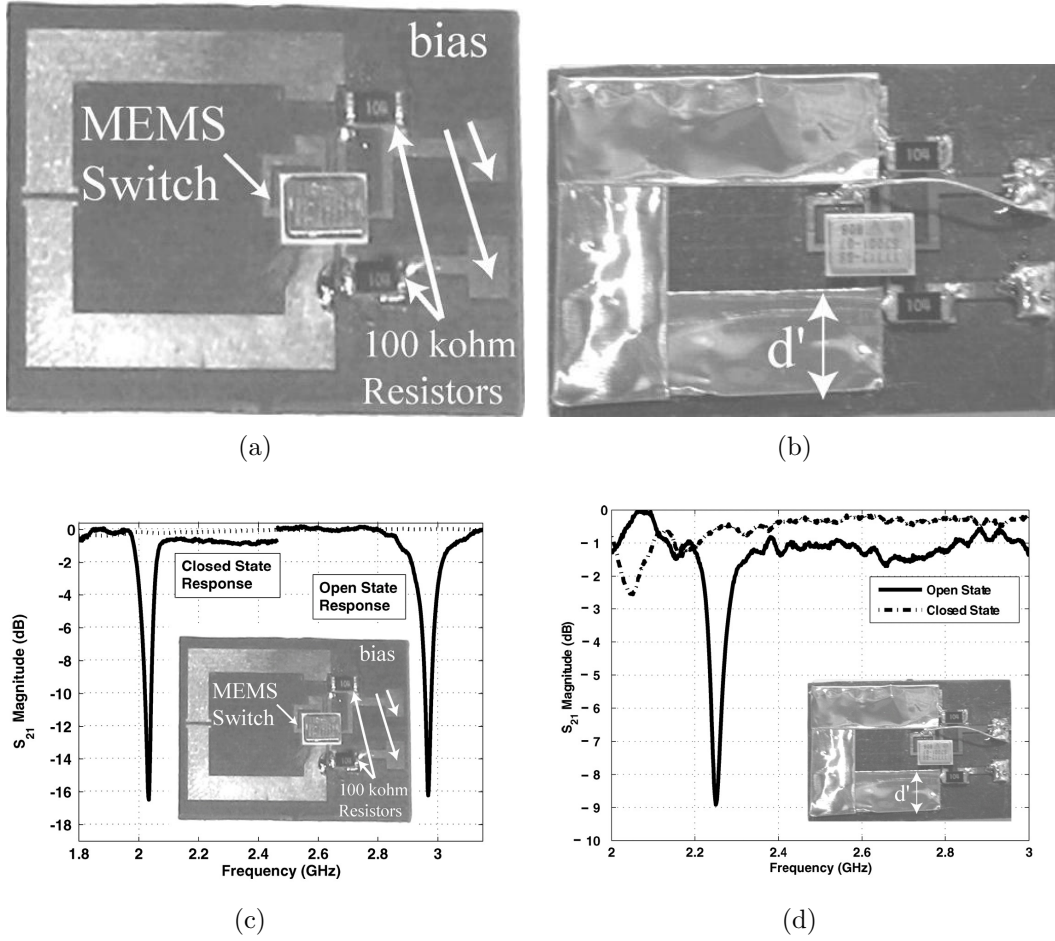 bias
MEMS
Switch
104
100 kohm
Resistors
(a)
104
104
d'
(b)
0
-2
-4
-6
-8
-10
-12
-14
-16
-18
1.8
2
2.2
2.4
2.6
2.8
3
Frequency (GHz)
S21 Magnitude (dB)
Closed State
Response
Open State
Response
bias
MEMS
Switch
100 kohm
Resistors
(c)
0
−1
−2
−3
−4
−5
−6
−7
−8
−9
−10
2
2.2
2.4
2.6
2.8
3
Frequency (GHz)
S21 Magnitude (dB)
Open State
Closed State
d'
(d)